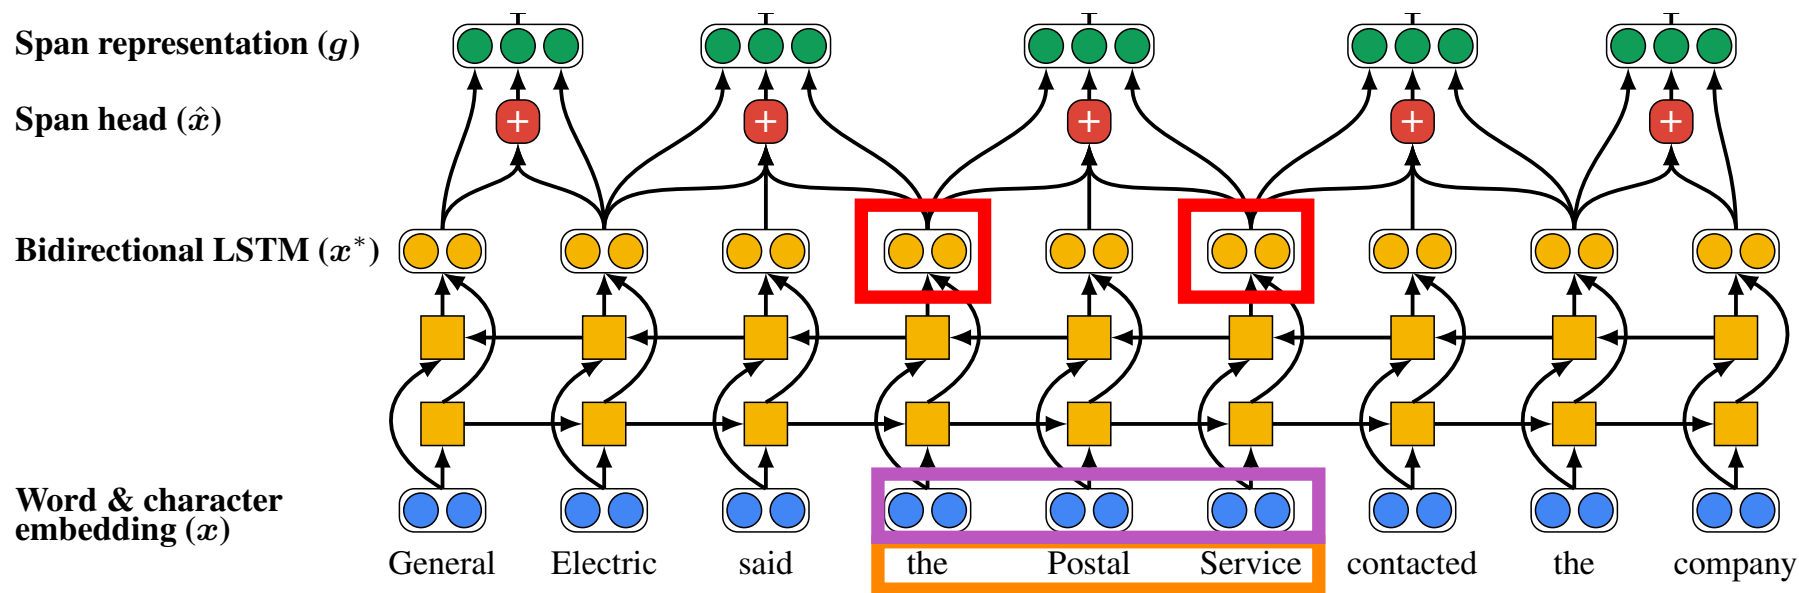 Span representation (g)
Span head (x̂)
+ + + + +
Bidirectional LSTM (x*)
Word & character
embedding (x)
General Electric said the Postal Service contacted the company